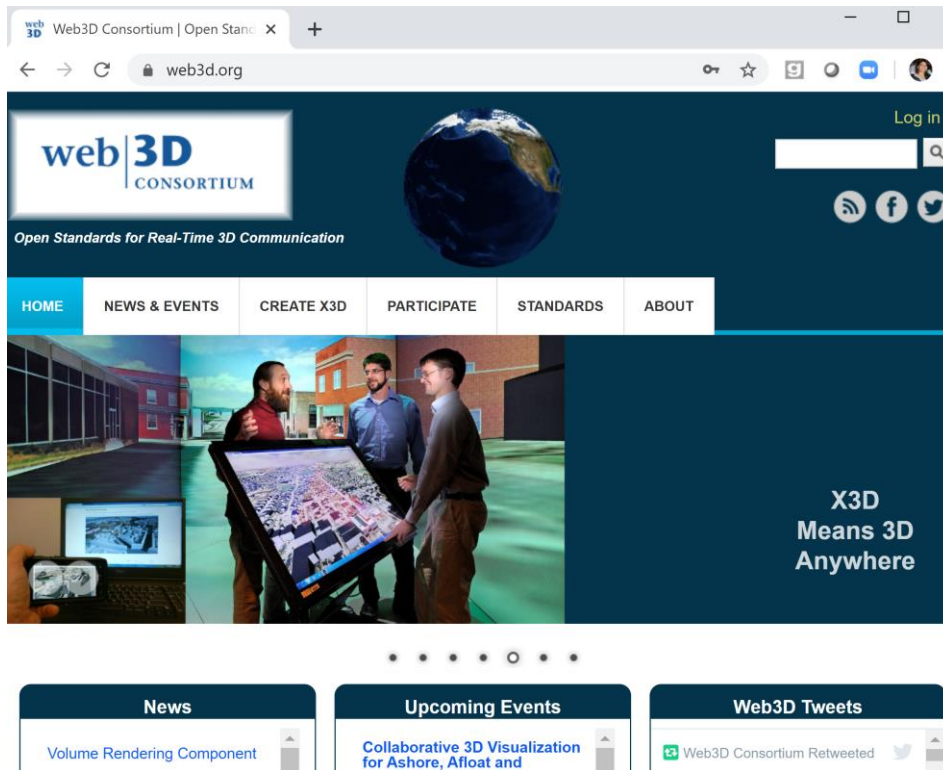 web
3D
Web3D Consortium | Open Stand
web3d.org
Log in
web 3D
CONSORTIUM
Open Standards for Real-Time 3D Communication
HOME NEWS & EVENTS CREATE X3D PARTICIPATE STANDARDS ABOUT
X3D
Means 3D
Anywhere
News
Upcoming Events
Web3D Tweets
Volume Rendering Component
Collaborative 3D Visualization
for Ashore, Afloat and
Web3D Consortium Retweeted